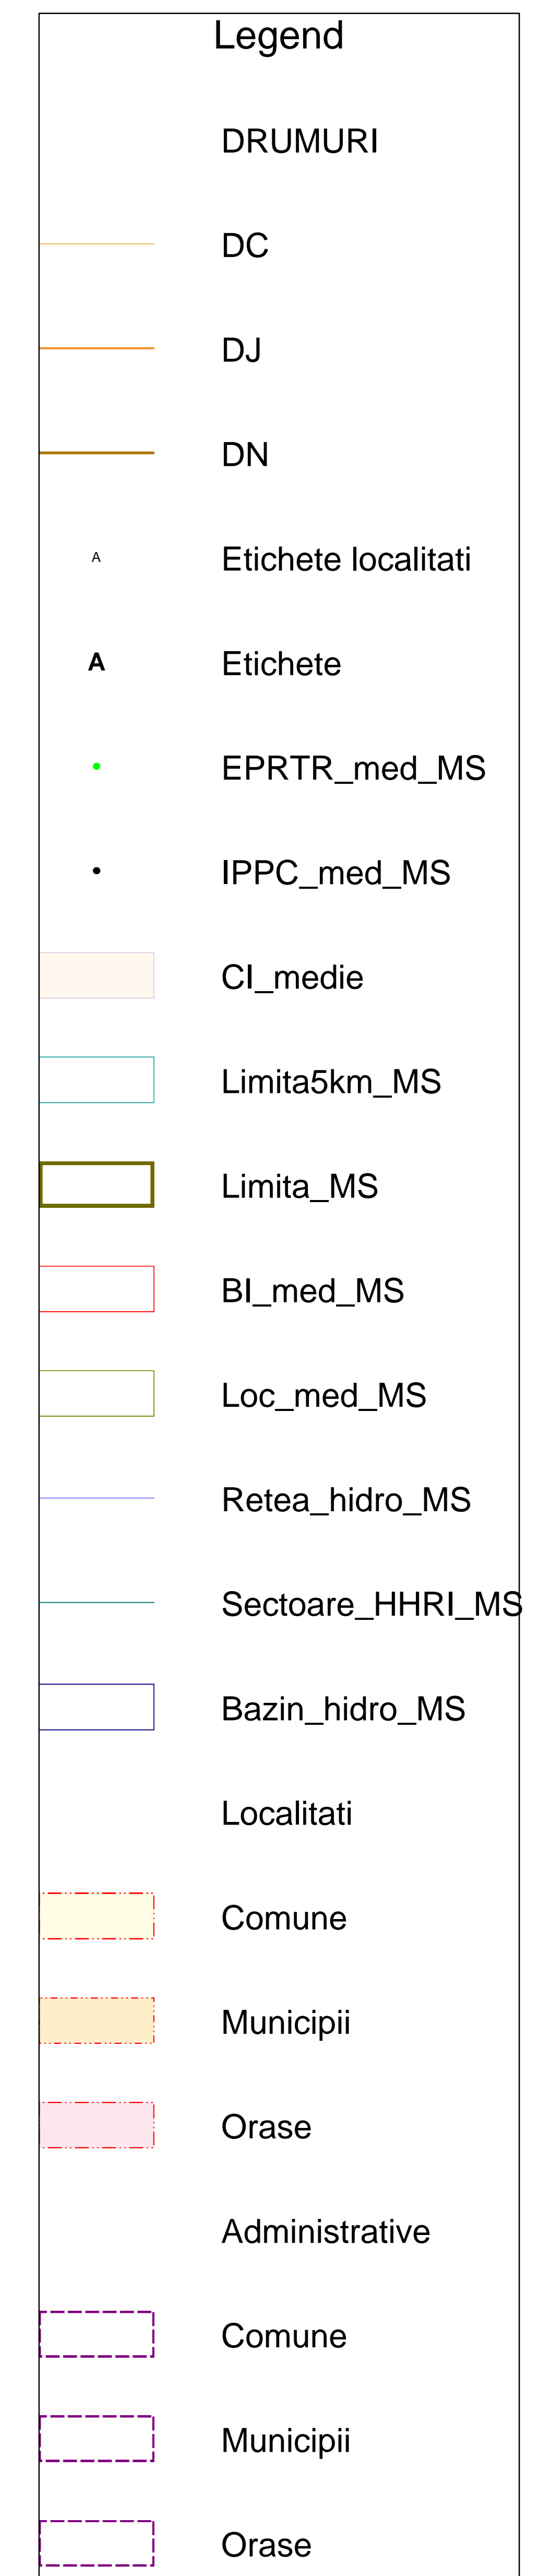 Legend
DRUMURI
DC
DJ
DN
A Etichete localitati
A Etichete
EPRTR_med_MS
IPPC_med_MS
CI_medie
Limita5km_MS
Limita_MS
BI_med_MS
Loc_med_MS
Retea_hidro_MS
Sectoare_HHRI_MS
Bazin_hidro_MS
Localitati
Comune
Municipii
Orase
Administrative
Comune
Municipii
Orase